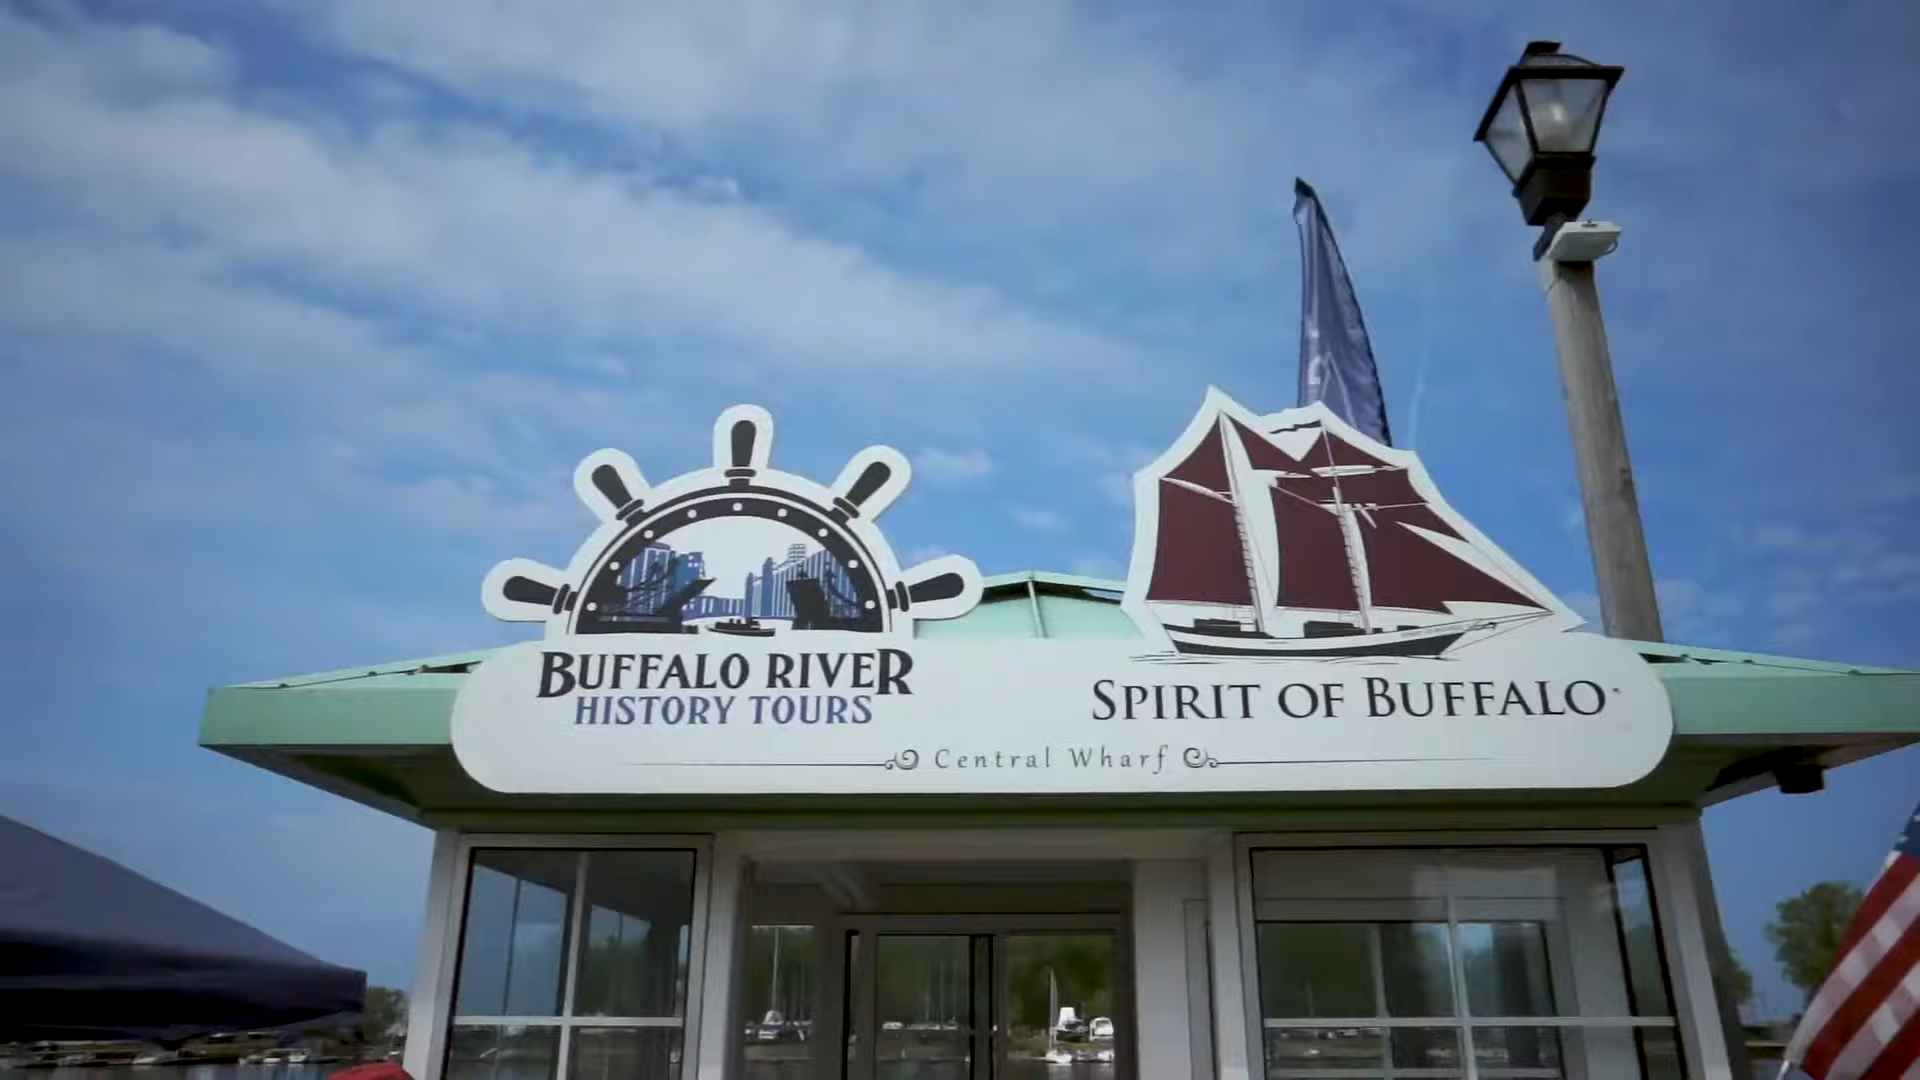 BUFFALO RIVER
HISTORY TOURS
SPIRIT OF BUFFALO
Central Wharf